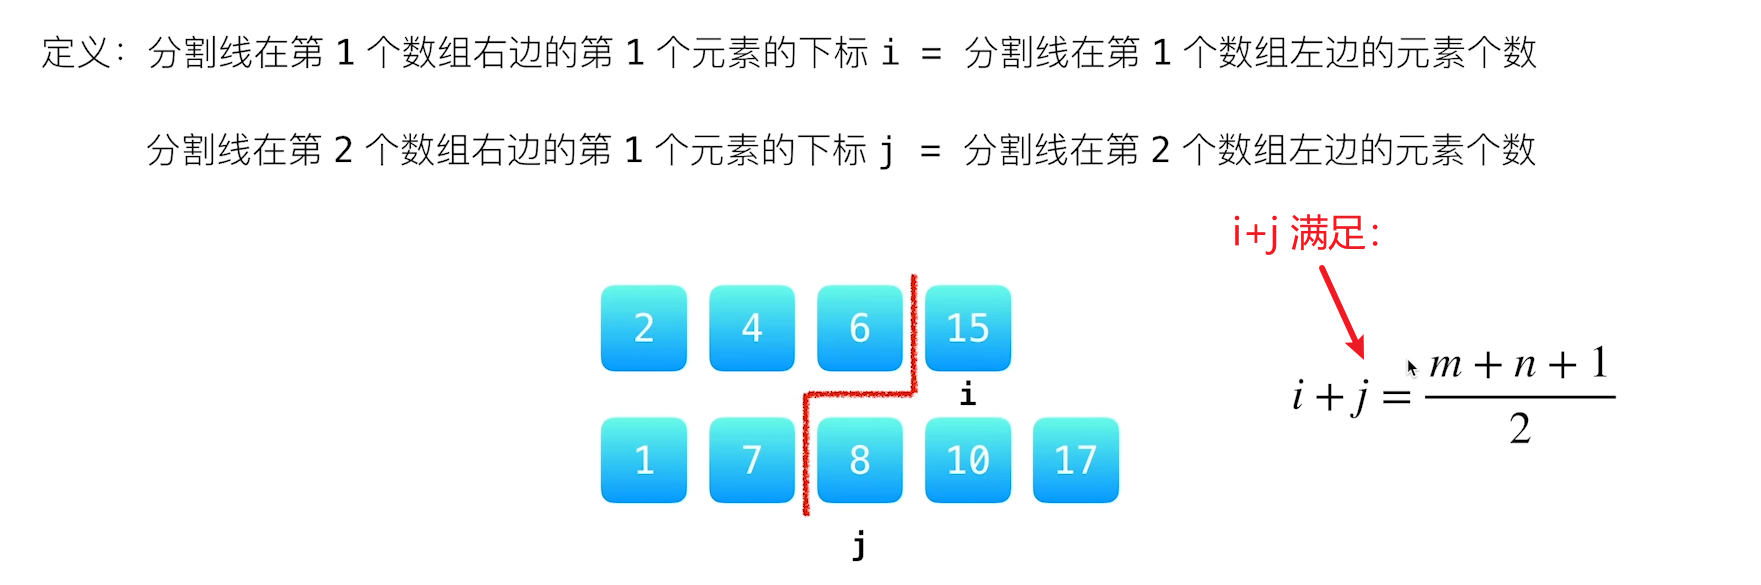 定义：分割线在第 1 个数组右边的第 1 个元素的下标 i = 分割线在第 1 个数组左边的元素个数
分割线在第 2 个数组右边的第 1 个元素的下标 j = 分割线在第 2 个数组左边的元素个数
i+j 满足：
2 4 6 15
i
i + j = \frac{m + n + 1}{2}
1 7 8 10 17
j